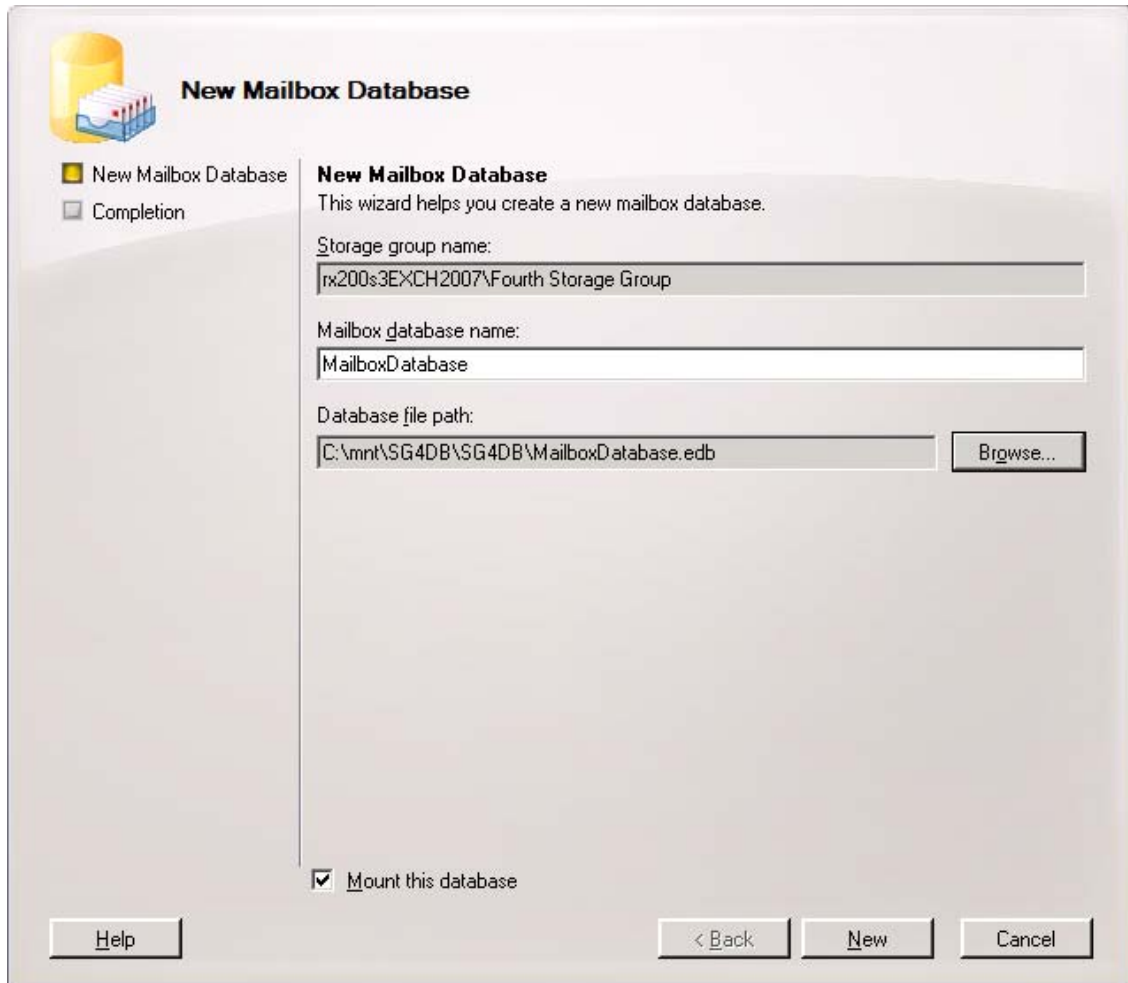 New Mailbox Database
New Mailbox Database
Completion
New Mailbox Database
This wizard helps you create a new mailbox database.
Storage group name:
rx200s3EXCH2007\Fourth Storage Group
Mailbox database name:
MailboxDatabase
Database file path:
C:\mnt\SG4DB\SG4DB\MailboxDatabase.edb
Browse...
Mount this database
Help
< Back
New
Cancel